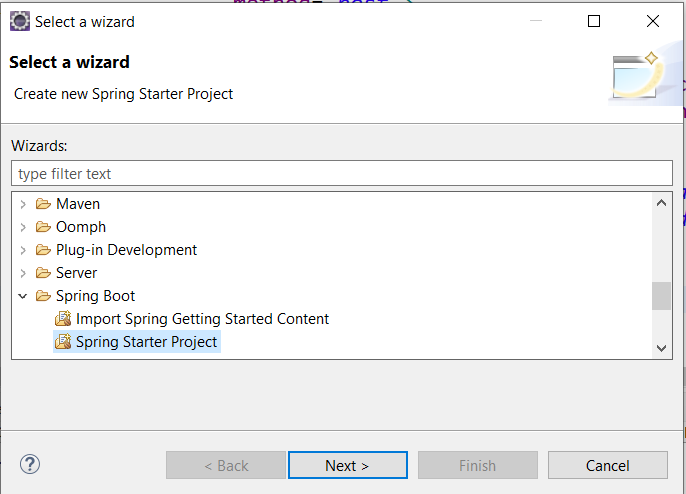 Select a wizard
Select a wizard
Create new Spring Starter Project
Wizards:
type filter text
Maven
Oomph
Plug-in Development
Server
Spring Boot
Import Spring Getting Started Content
Spring Starter Project
?
< Back
Next >
Finish
Cancel